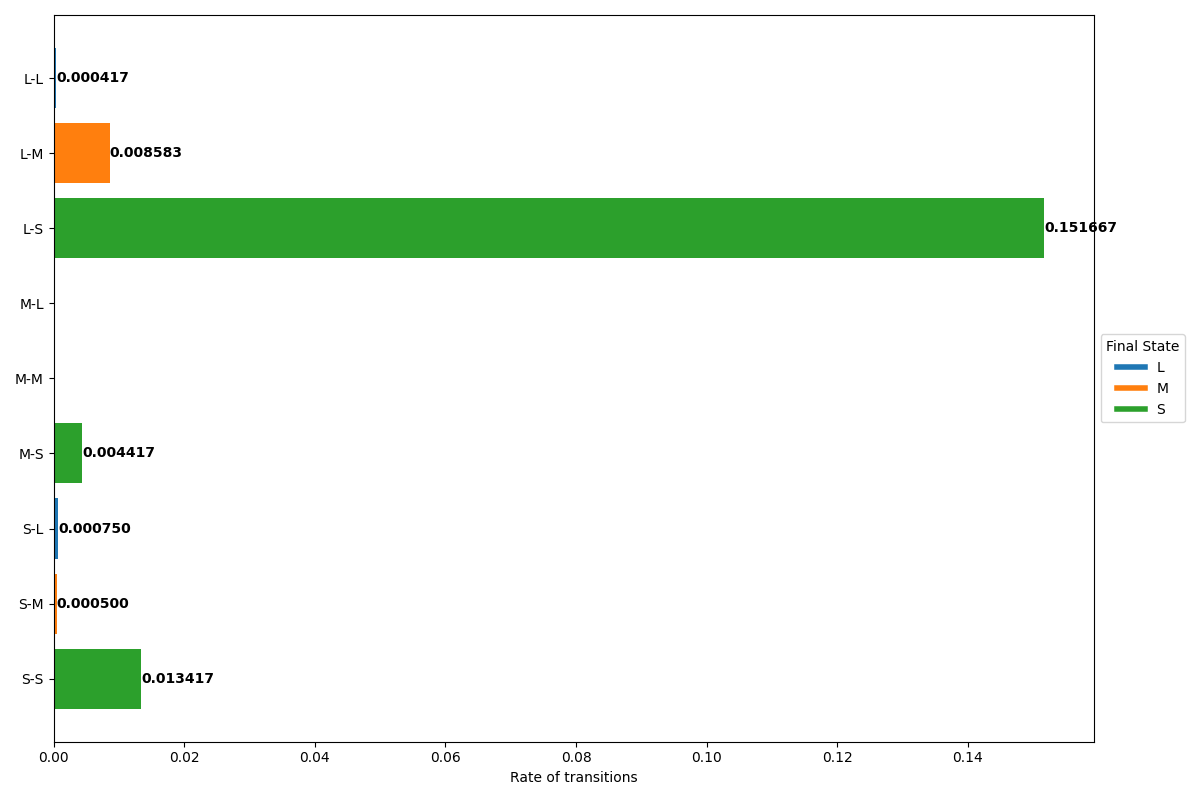 L-L 0.000417
L-M 0.008583
L-S 0.151667
M-L
M-M
M-S 0.004417
S-L 0.000750
S-M 0.000500
S-S 0.013417
0.00 0.02 0.04 0.06 0.08 0.10 0.12 0.14
Rate of transitions
Final State
L
M
S